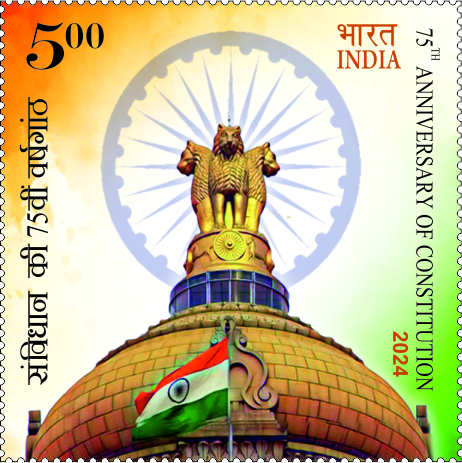 5.00
भारत
INDIA
संविधान की 75वीं वर्षगांठ
75TH ANNIVERSARY OF CONSTITUTION
2024